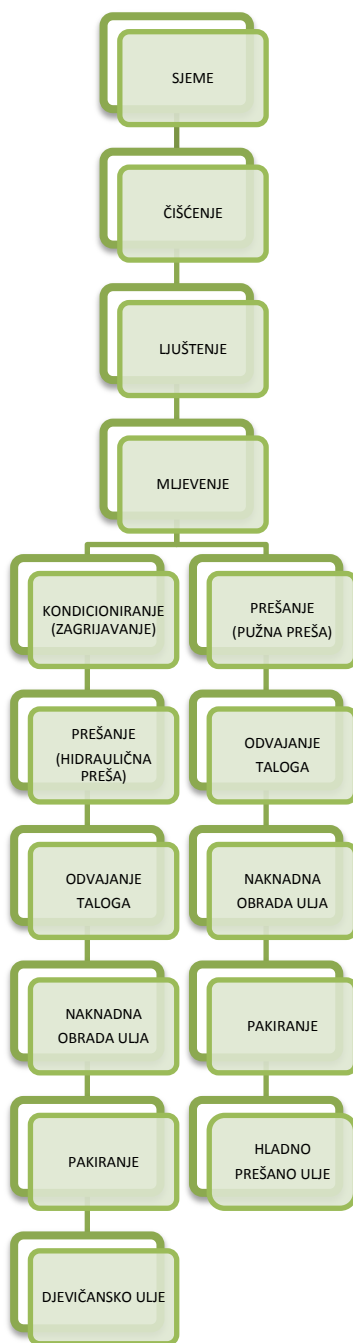 SJEME
ČIŠĆENJE
LJUŠTENJE
MLJEVENJE
KONDICIONIRANJE
(ZAGRIJAVANJE)
PREŠANJE
(HIDRAULIČNA
PREŠA)
ODVAJANJE
TALOGA
NAKNADNA
OBRADA ULJA
PAKIRANJE
DJEVIČANSKO ULJE
PREŠANJE
(PUŽNA PREŠA)
ODVAJANJE
TALOGA
NAKNADNA
OBRADA ULJA
PAKIRANJE
HLADNO
PREŠANO ULJE